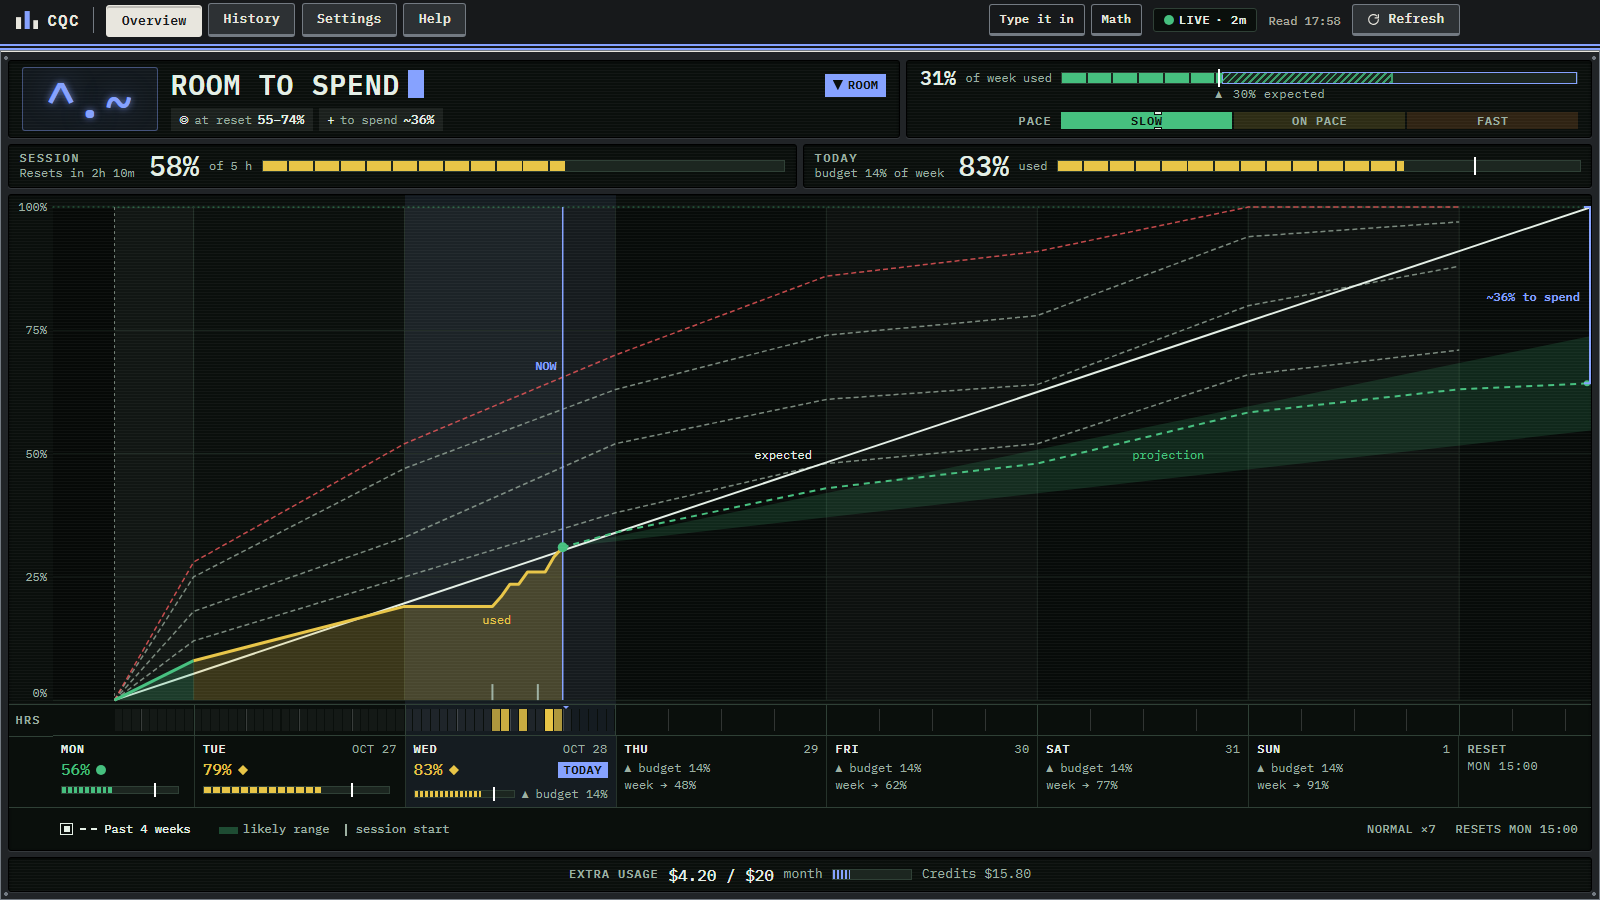 CQC
Overview
History
Settings
Help
Type it in
Math
LIVE · 2m
Read 17:58
Refresh
^.~
ROOM TO SPEND
▼ ROOM
at reset 55–74%
+ to spend ~36%
31% of week used
▲ 30% expected
PACE
SLOW
ON PACE
FAST
SESSION
Resets in 2h 10m
58% of 5 h
TODAY
budget 14% of week
83% used
100%
75%
50%
25%
0%
NOW
expected
projection
used
~36% to spend
HRS
MON
56%
TUE OCT 27
79%
WED OCT 28
83%
TODAY
▲ budget 14%
THU 29
▲ budget 14%
week → 48%
FRI 30
▲ budget 14%
week → 62%
SAT 31
▲ budget 14%
week → 77%
SUN 1
▲ budget 14%
week → 91%
RESET
MON 15:00
Past 4 weeks
likely range
session start
NORMAL ×7
RESETS MON 15:00
EXTRA USAGE $4.20 / $20 month
Credits $15.80